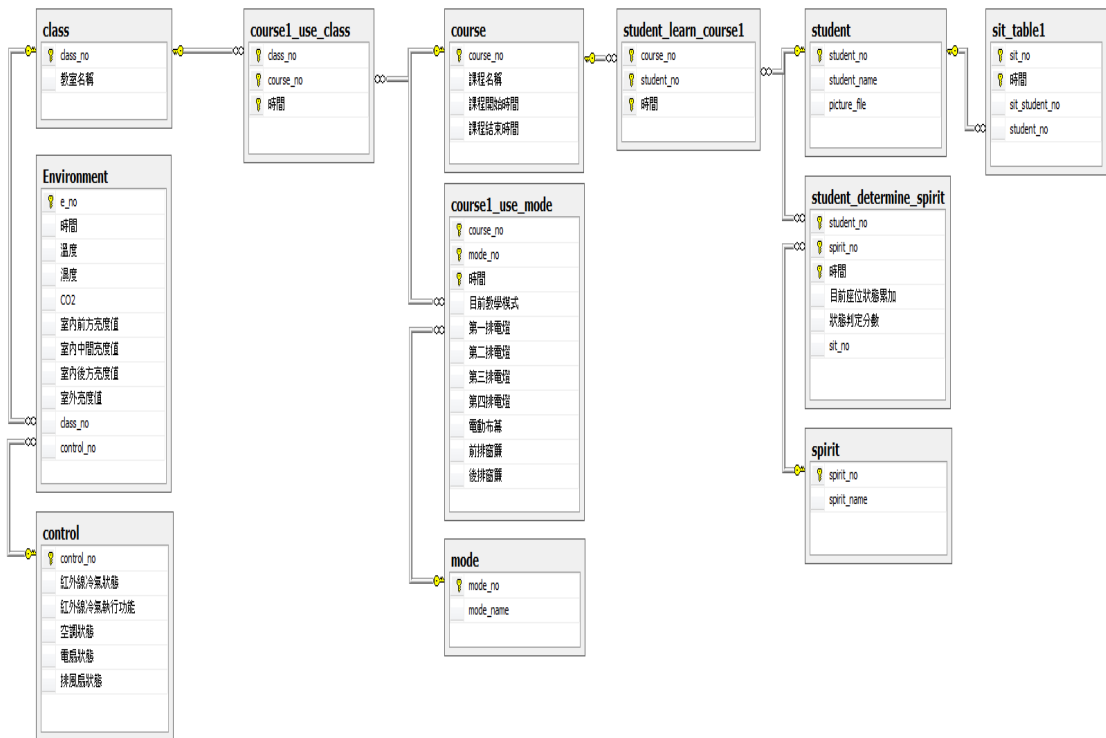 class
class_no
教室名稱
course1_use_class
class_no
course_no
時間
course
course_no
課程名稱
課程開始時間
課程結束時間
student_learn_course1
course_no
student_no
時間
student
student_no
student_name
picture_file
sit_table1
sit_no
時間
sit_student_no
student_no
Environment
e_no
時間
溫度
濕度
CO2
室內前方亮度值
室內中間亮度值
室內後方亮度值
室外亮度值
class_no
control_no
course1_use_mode
course_no
mode_no
時間
目前教學模式
第一排電燈
第二排電燈
第三排電燈
第四排電燈
電動布幕
前排窗簾
後排窗簾
student_determine_spirit
student_no
spirit_no
時間
目前座位狀態累加
狀態判定分數
sit_no
spirit
spirit_no
spirit_name
control
control_no
紅外線冷氣狀態
紅外線冷氣執行功能
空調狀態
電扇狀態
排風扇狀態
mode
mode_no
mode_name